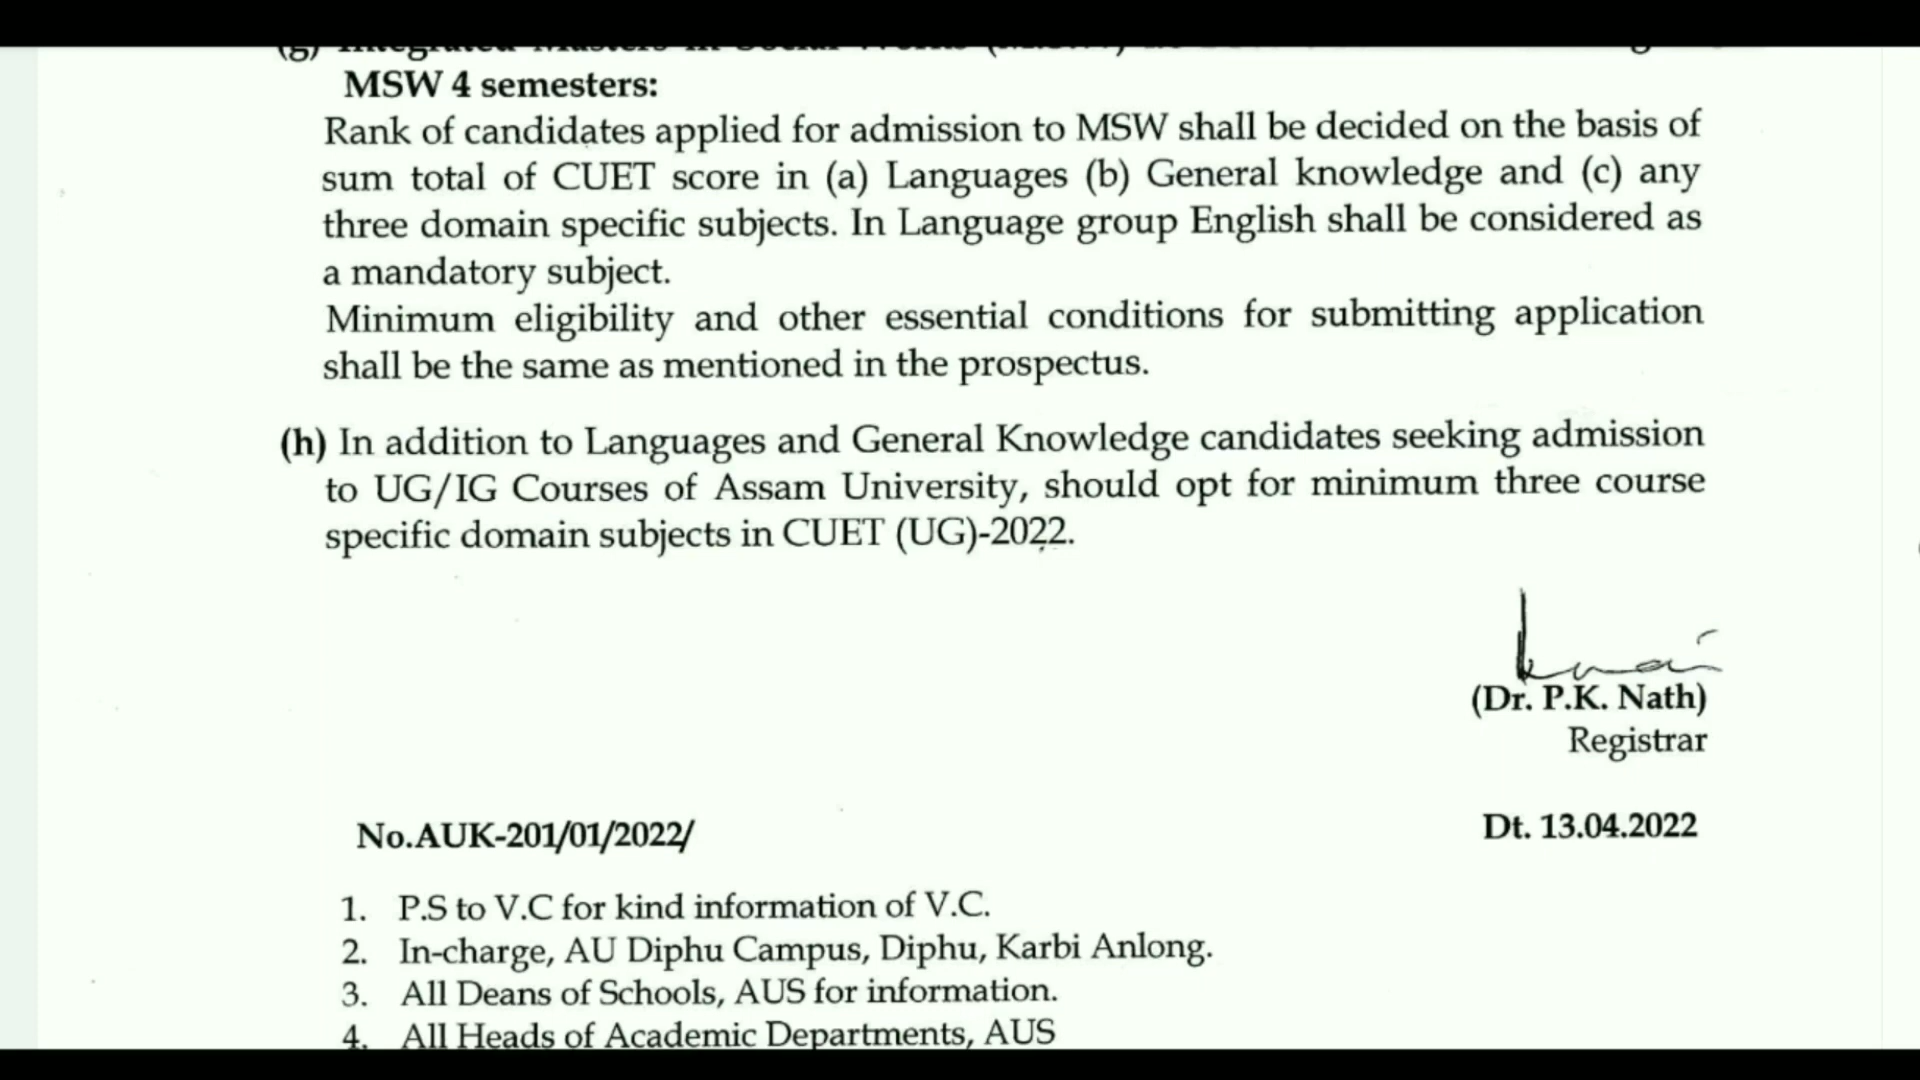 MSW 4 semesters:
Rank of candidates applied for admission to MSW shall be decided on the basis of
sum total of CUET score in (a) Languages (b) General knowledge and (c) any
three domain specific subjects. In Language group English shall be considered as
a mandatory subject.
Minimum eligibility and other essential conditions for submitting application
shall be the same as mentioned in the prospectus.
(h) In addition to Languages and General Knowledge candidates seeking admission
to UG/IG Courses of Assam University, should opt for minimum three course
specific domain subjects in CUET (UG)-2022.
(Dr. P.K. Nath)
Registrar
No.AUK-201/01/2022/
Dt. 13.04.2022
1. P.S to V.C for kind information of V.C.
2. In-charge, AU Diphu Campus, Diphu, Karbi Anlong.
3. All Deans of Schools, AUS for information.
4. All Heads of Academic Departments, AUS